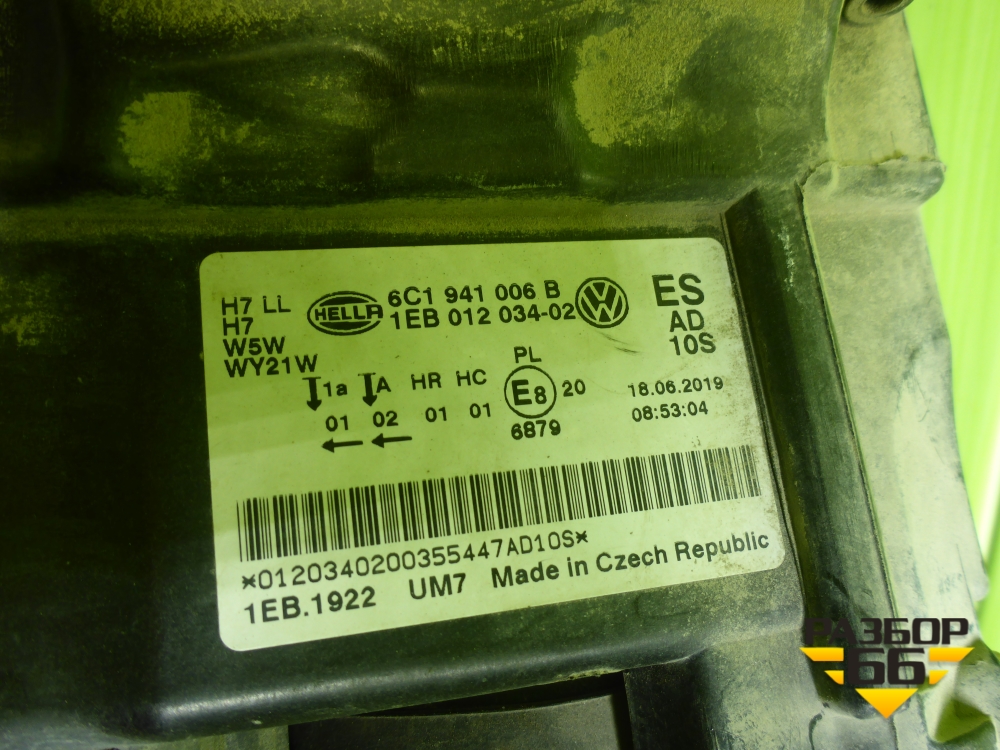 H7 LL
H7
W5W
WY21W
HELLA
6C1 941 006 B
1EB 012 034-02
VW
ES
AD
10S
1a A HR HC
01 02 01 01
PL
E8 20
6879
18.06.2019
08:53:04
*0120340200355447AD10S*
1EB.1922 UM7 Made in Czech Republic
РАЗБОР
66